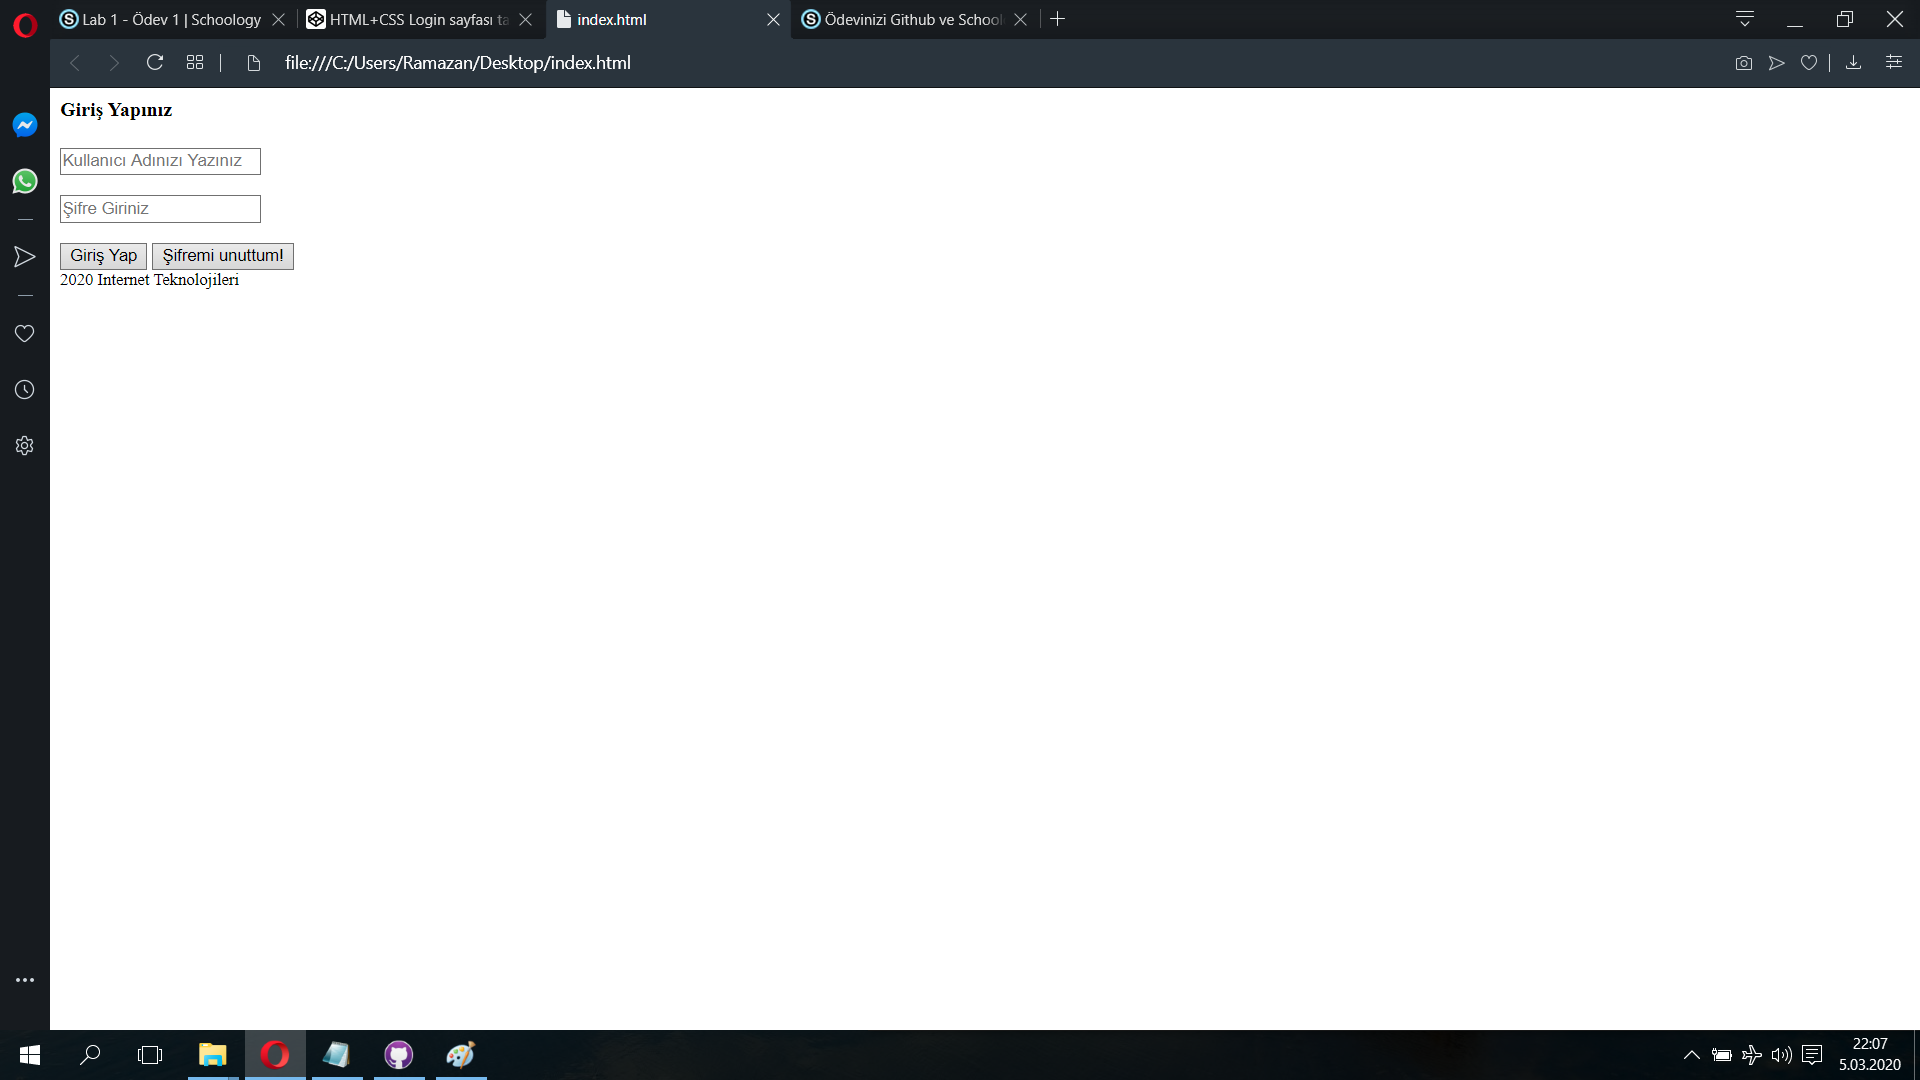 Lab 1 - Ödev 1 | Schoology
HTML+CSS Login sayfası ta
index.html
Ödevinizi Github ve School
file:///C:/Users/Ramazan/Desktop/index.html
Giriş Yapınız
Kullanıcı Adınızı Yazınız
Şifre Giriniz
Giriş Yap Şifremi unuttum!
2020 Internet Teknolojileri
22:07
5.03.2020